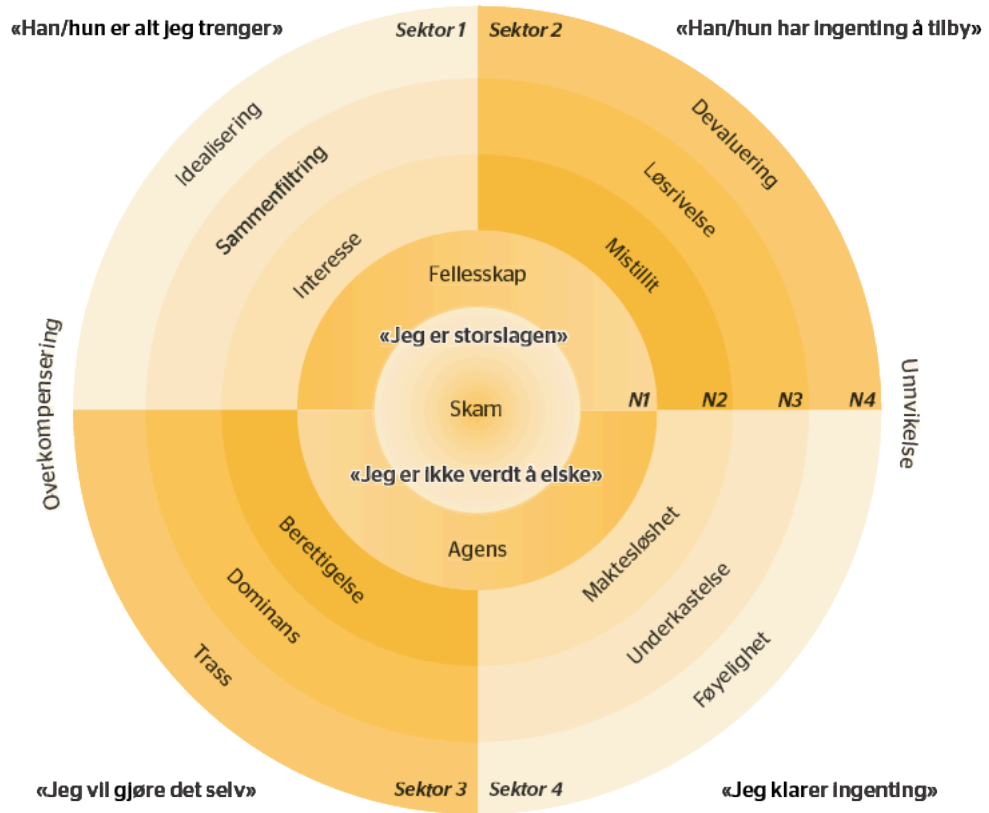 «Han/hun er alt jeg trenger»
Sektor 1
Sektor 2
«Han/hun har ingenting å tilby»
Idealisering
Sammenfiltring
Interesse
Devaluering
Løsrivelse
Mistillit
Fellesskap
«Jeg er storslagen»
Skam
«Jeg er ikke verdt å elske»
Agens
N1
N2
N3
N4
Overkompensering
Unnvikelse
Berettigelse
Dominans
Trass
Maktesløshet
Underkastelse
Føyelighet
«Jeg vil gjøre det selv»
Sektor 3
Sektor 4
«Jeg klarer ingenting»